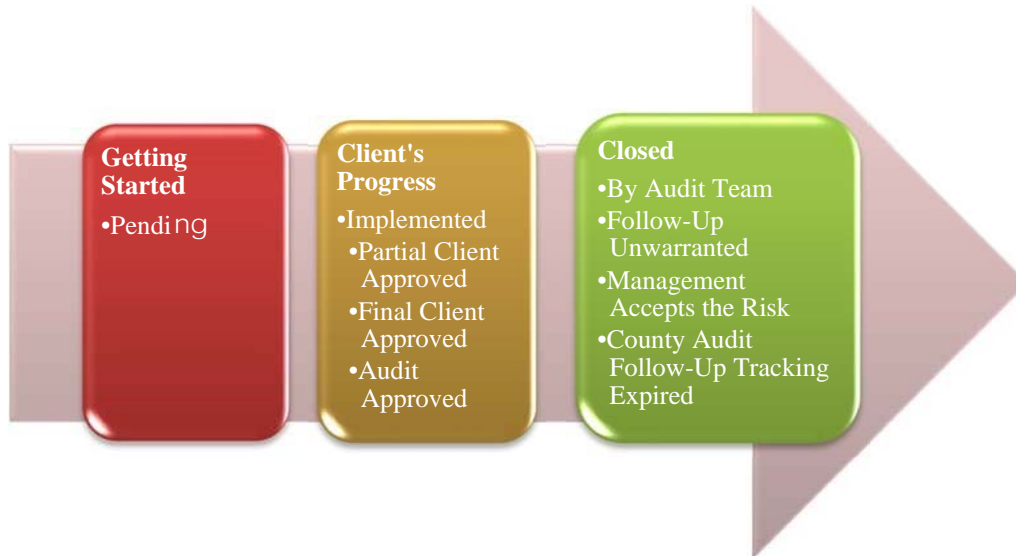 Getting
Started
•Pending
Client's
Progress
•Implemented
•Partial Client
Approved
•Final Client
Approved
•Audit
Approved
Closed
•By Audit Team
•Follow-Up
Unwarranted
•Management
Accepts the Risk
•County Audit
Follow-Up Tracking
Expired